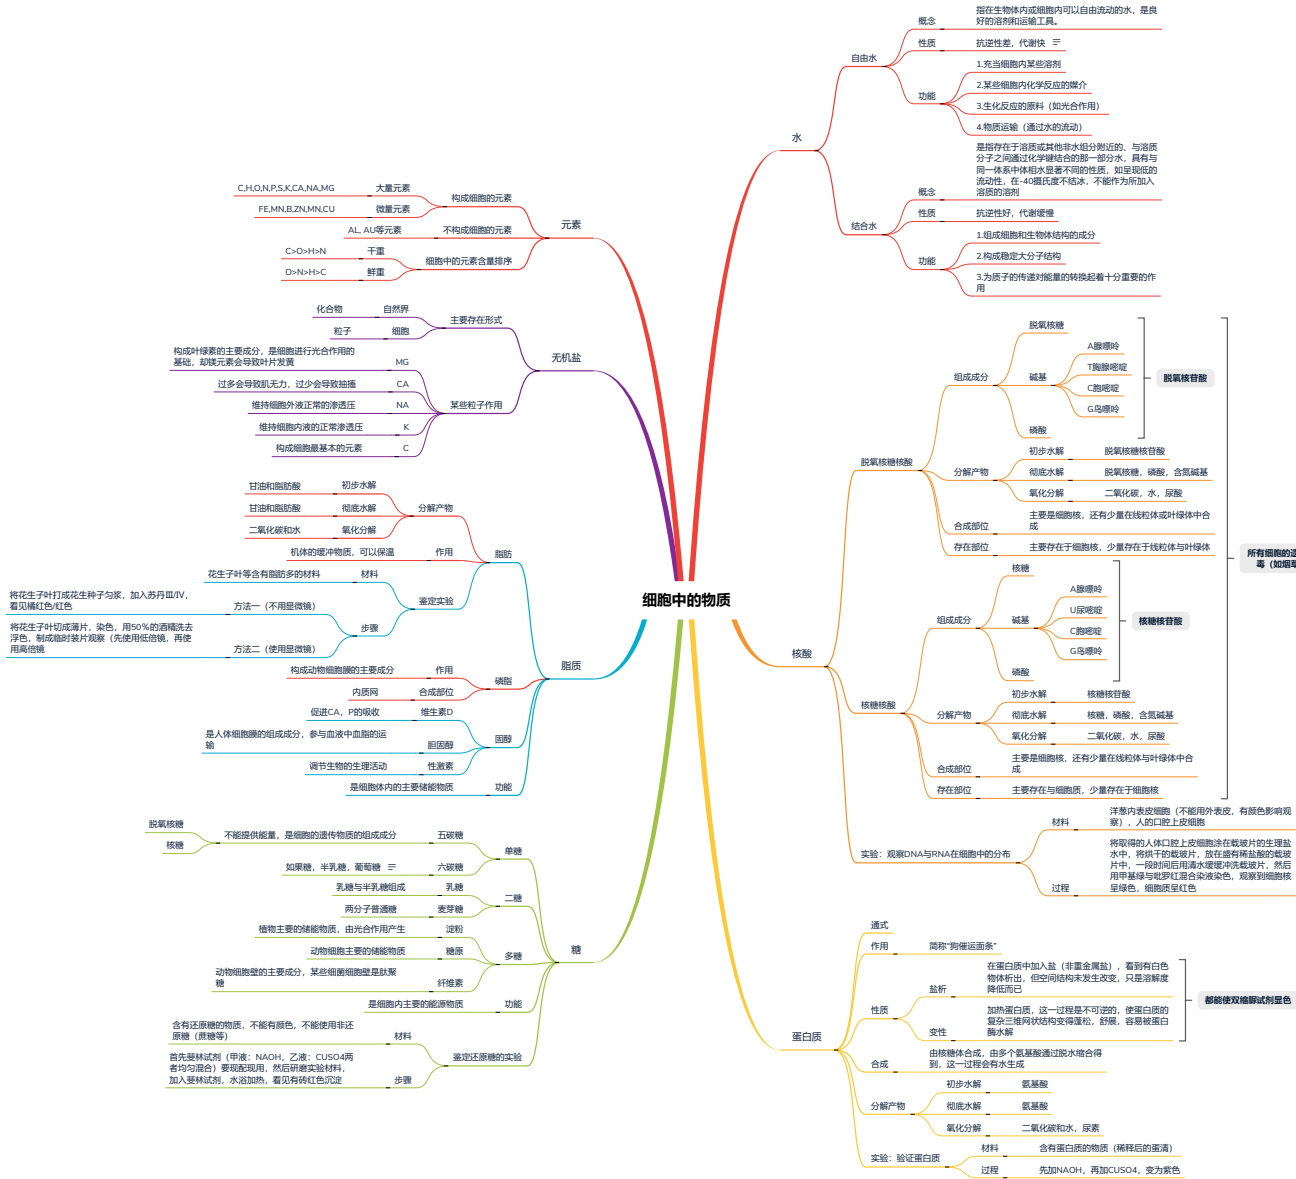 细胞中的物质
水
自由水
概念
指在生物体内或细胞内可以自由流动的水，是良
好的溶剂和运输工具。
性质
抗逆性差，代谢快
功能
1.充当细胞内某些溶剂
2.某些细胞内化学反应的媒介
3.生化反应的原料（如光合作用）
4.物质运输（通过水的流动）
结合水
概念
是指存在于溶质或其他非水组分附近的、与溶质
分子之间通过化学键结合的那一部分水，具有与
同一体系中体相水显著不同的性质，如呈现低的
流动性，在-40摄氏度不结冰，不能作为所加入
溶质的溶剂
性质
抗逆性好，代谢缓慢
功能
1.组成细胞和生物体结构的成分
2.构成稳定大分子结构
3.为质子的传递对能量的转换起着十分重要的作
用
核酸
脱氧核糖核酸
组成成分
脱氧核糖
碱基
A腺嘌呤
T胸腺嘧啶
C胞嘧啶
G鸟嘌呤
磷酸
脱氧核苷酸
分解产物
初步水解
脱氧核糖核苷酸
彻底水解
脱氧核糖，磷酸，含氮碱基
氧化分解
二氧化碳，水，尿酸
合成部位
主要是细胞核，还有少量在线粒体或叶绿体中合
成
存在部位
主要存在于细胞核，少量存在于线粒体与叶绿体
核糖核酸
组成成分
核糖
碱基
A腺嘌呤
U尿嘧啶
C胞嘧啶
G鸟嘌呤
磷酸
核糖核苷酸
分解产物
初步水解
核糖核苷酸
彻底水解
核糖，磷酸，含氮碱基
氧化分解
二氧化碳，水，尿酸
合成部位
主要是细胞核，还有少量在线粒体与叶绿体中合
成
存在部位
主要存在与细胞质，少量存在于细胞核
所有细胞的遗
毒（如烟草
实验：观察DNA与RNA在细胞中的分布
材料
洋葱内表皮细胞（不能用外表皮，有颜色影响观
察），人的口腔上皮细胞
过程
将取得的人体口腔上皮细胞涂在载玻片的生理盐
水中，将烘干的载玻片，放在盛有稀盐酸的载玻
片中，一段时间后用清水缓缓冲洗载玻片，然后
用甲基绿与吡罗红混合染液染色，观察到细胞核
呈绿色，细胞质呈红色
蛋白质
通式
作用
简称“狗催运面条”
性质
盐析
在蛋白质中加入盐（非重金属盐），看到有白色
物体析出，但空间结构未发生改变，只是溶解度
降低而已
变性
加热蛋白质，这一过程是不可逆的，使蛋白质的
复杂三维网状结构变得蓬松，舒展，容易被蛋白
酶水解
都能使双缩脲试剂显色
合成
由核糖体合成，由多个氨基酸通过脱水缩合得
到，这一过程会有水生成
分解产物
初步水解
氨基酸
彻底水解
氨基酸
氧化分解
二氧化碳和水，尿素
实验：验证蛋白质
材料
含有蛋白质的物质（稀释后的蛋清）
过程
先加NAOH，再加CUSO4，变为紫色
元素
构成细胞的元素
大量元素
C,H,O,N,P,S,K,CA,NA,MG
微量元素
FE,MN,B,ZN,MN,CU
不构成细胞的元素
AL, AU等元素
细胞中的元素含量排序
干重
C>O>H>N
鲜重
O>N>H>C
无机盐
主要存在形式
自然界
化合物
细胞
粒子
某些粒子作用
MG
构成叶绿素的主要成分，是细胞进行光合作用的
基础，却镁元素会导致叶片发黄
CA
过多会导致肌无力，过少会导致抽搐
NA
维持细胞外液正常的渗透压
K
维持细胞内液的正常渗透压
C
构成细胞最基本的元素
脂质
脂肪
分解产物
初步水解
甘油和脂肪酸
彻底水解
甘油和脂肪酸
氧化分解
二氧化碳和水
作用
机体的缓冲物质，可以保温
鉴定实验
材料
花生子叶等含有脂肪多的材料
步骤
方法一（不用显微镜）
将花生子叶打成花生种子匀浆，加入苏丹Ⅲ/IV，
看见橘红色/红色
方法二（使用显微镜）
将花生子叶切成薄片，染色，用50%的酒精洗去
浮色，制成临时装片观察（先使用低倍镜，再使
用高倍镜
磷脂
作用
构成动物细胞膜的主要成分
合成部位
内质网
固醇
维生素D
促进CA，P的吸收
胆固醇
是人体细胞膜的组成成分，参与血液中血脂的运
输
性激素
调节生物的生理活动
功能
是细胞体内的主要储能物质
糖
单糖
五碳糖
不能提供能量，是细胞的遗传物质的组成成分
脱氧核糖
核糖
六碳糖
如果糖，半乳糖，葡萄糖
二糖
乳糖
乳糖与半乳糖组成
麦芽糖
两分子普通糖
多糖
淀粉
植物主要的储能物质，由光合作用产生
糖原
动物细胞主要的储能物质
纤维素
动物细胞壁的主要成分，某些细菌细胞壁是肽聚
糖
功能
是细胞内主要的能源物质
鉴定还原糖的实验
材料
含有还原糖的物质，不能有颜色，不能使用非还
原糖（蔗糖等）
步骤
首先斐林试剂（甲液：NAOH，乙液：CUSO4两
者均匀混合）要现配现用，然后研磨实验材料，
加入斐林试剂，水浴加热，看见有砖红色沉淀